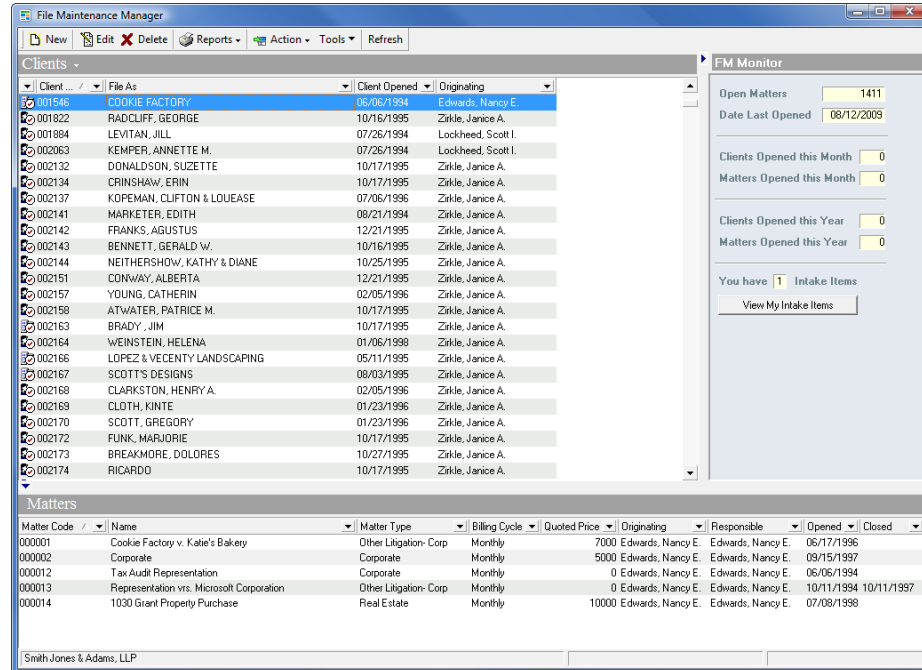 File Maintenance Manager
New Edit Delete Reports Action Tools Refresh
Clients
FM Monitor
Client ... / File As Client Opened Originating
001546 COOKIE FACTORY 06/06/1994 Edwards, Nancy E.
001822 RADCLIFF, GEORGE 10/16/1995 Zirkle, Janice A.
001884 LEVITAN, JILL 07/26/1994 Lockheed, Scott I.
002063 KEMPER, ANNETTE M. 07/26/1994 Lockheed, Scott I.
002132 DONALDSON, SUZETTE 10/17/1995 Zirkle, Janice A.
002134 CRINSHAW, ERIN 10/17/1995 Zirkle, Janice A.
002137 KOPEMAN, CLIFTON & LOUEASE 07/06/1996 Zirkle, Janice A.
002141 MARKETER, EDITH 08/21/1994 Zirkle, Janice A.
002142 FRANKS, AGUSTUS 12/21/1995 Zirkle, Janice A.
002143 BENNETT, GERALD W. 10/16/1995 Zirkle, Janice A.
002144 NEITHERSHOW, KATHY & DIANE 10/25/1995 Zirkle, Janice A.
002151 CONWAY, ALBERTA 12/21/1995 Zirkle, Janice A.
002157 YOUNG, CATHERIN 02/05/1996 Zirkle, Janice A.
002158 ATWATER, PATRICE M. 10/17/1995 Zirkle, Janice A.
002163 BRADY , JIM 10/17/1995 Zirkle, Janice A.
002164 WEINSTEIN, HELENA 01/06/1998 Zirkle, Janice A.
002166 LOPEZ & VECENTY LANDSCAPING 05/11/1995 Zirkle, Janice A.
002167 SCOTT'S DESIGNS 08/03/1995 Zirkle, Janice A.
002168 CLARKSTON, HENRY A. 02/05/1996 Zirkle, Janice A.
002169 CLOTH, KINTE 01/23/1996 Zirkle, Janice A.
002170 SCOTT, GREGORY 01/23/1996 Zirkle, Janice A.
002172 FUNK, MARJORIE 10/17/1995 Zirkle, Janice A.
002173 BREAKMORE, DOLORES 10/27/1995 Zirkle, Janice A.
002174 RICARDO 10/17/1995 Zirkle, Janice A.
Open Matters 1411
Date Last Opened 08/12/2009
Clients Opened this Month 0
Matters Opened this Month 0
Clients Opened this Year 0
Matters Opened this Year 0
You have 1 Intake Items
View My Intake Items
Matters
Matter Code / Name Matter Type Billing Cycle Quoted Price Originating Responsible Opened Closed
000001 Cookie Factory v. Katie's Bakery Other Litigation- Corp Monthly 7000 Edwards, Nancy E. Edwards, Nancy E. 06/17/1996
000002 Corporate Corporate Monthly 5000 Edwards, Nancy E. Edwards, Nancy E. 09/15/1997
000012 Tax Audit Representation Corporate Monthly 0 Edwards, Nancy E. Edwards, Nancy E. 06/06/1994
000013 Representation vrs. Microsoft Corporation Other Litigation- Corp Monthly 0 Edwards, Nancy E. Edwards, Nancy E. 10/11/1994 10/11/1997
000014 1030 Grant Property Purchase Real Estate Monthly 10000 Edwards, Nancy E. Edwards, Nancy E. 07/08/1998
Smith Jones & Adams, LLP